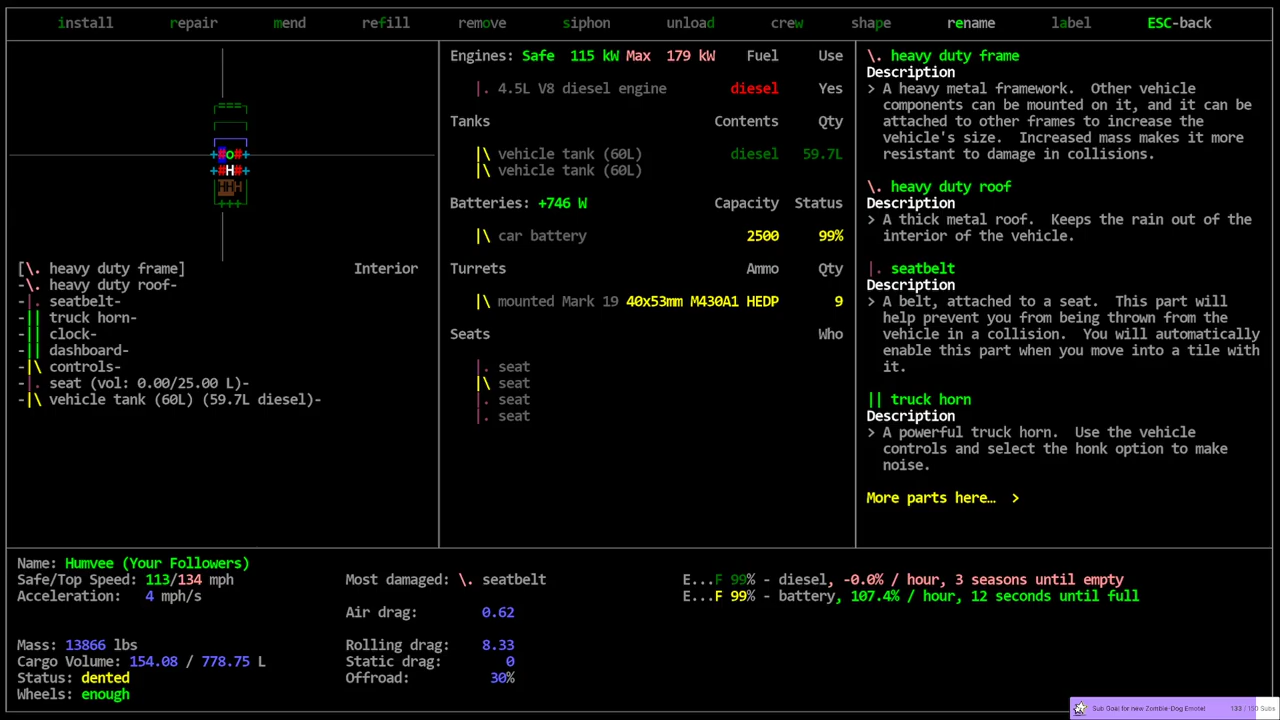 install repair mend refill remove siphon unload crew shape rename label ESC-back
Engines: Safe 115 kW Max 179 kW Fuel Use
|. 4.5L V8 diesel engine diesel Yes
Tanks Contents Qty
|\ vehicle tank (60L) diesel 59.7L
|\ vehicle tank (60L)
Batteries: +746 W Capacity Status
|\ car battery 2500 99%
Turrets Ammo Qty
|\ mounted Mark 19 40x53mm M430A1 HEDP 9
Seats Who
|. seat
|\ seat
|. seat
|. seat
[\. heavy duty frame] Interior
-\. heavy duty roof-
-|. seatbelt-
-|| truck horn-
-|| clock-
-|| dashboard-
-|\ controls-
-|. seat (vol: 0.00/25.00 L)-
-|\ vehicle tank (60L) (59.7L diesel)-
\. heavy duty frame
Description
> A heavy metal framework. Other vehicle
components can be mounted on it, and it can be
attached to other frames to increase the
vehicle's size. Increased mass makes it more
resistant to damage in collisions.
\. heavy duty roof
Description
> A thick metal roof. Keeps the rain out of the
interior of the vehicle.
|. seatbelt
Description
> A belt, attached to a seat. This part will
help prevent you from being thrown from the
vehicle in a collision. You will automatically
enable this part when you move into a tile with
it.
|| truck horn
Description
> A powerful truck horn. Use the vehicle
controls and select the honk option to make
noise.
More parts here… >
Name: Humvee (Your Followers)
Safe/Top Speed: 113/134 mph
Acceleration: 4 mph/s
Mass: 13866 lbs
Cargo Volume: 154.08 / 778.75 L
Status: dented
Wheels: enough
Most damaged: \. seatbelt
Air drag: 0.62
Rolling drag: 8.33
Static drag: 0
Offroad: 30%
E...F 99% - diesel, -0.0% / hour, 3 seasons until empty
E...F 99% - battery, 107.4% / hour, 12 seconds until full
Sub Goal for new Zombie-Dog Emote! 133 / 150 Subs